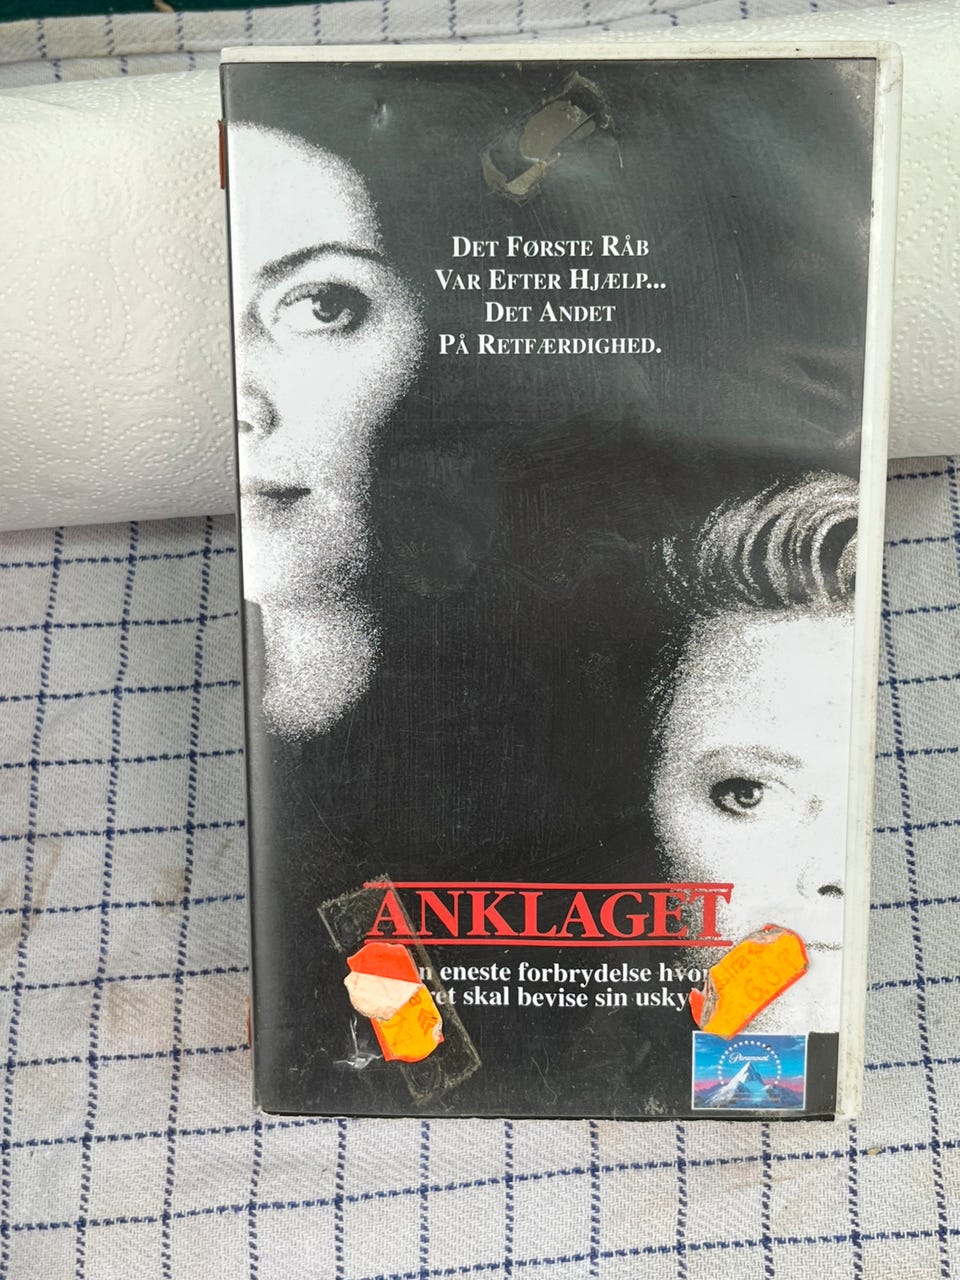 DET FØRSTE RÅB
VAR EFTER HJÆLP...
DET ANDET
PÅ RETFÆRDIGHED.
ANKLAGET
eneste forbrydelse
skal bevise sin
Paramount